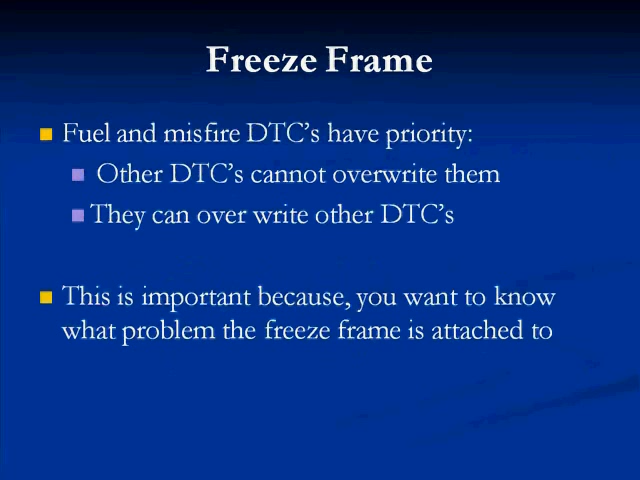 Freeze Frame
Fuel and misfire DTC's have priority:
Other DTC's cannot overwrite them
They can over write other DTC's
This is important because, you want to know
what problem the freeze frame is attached to